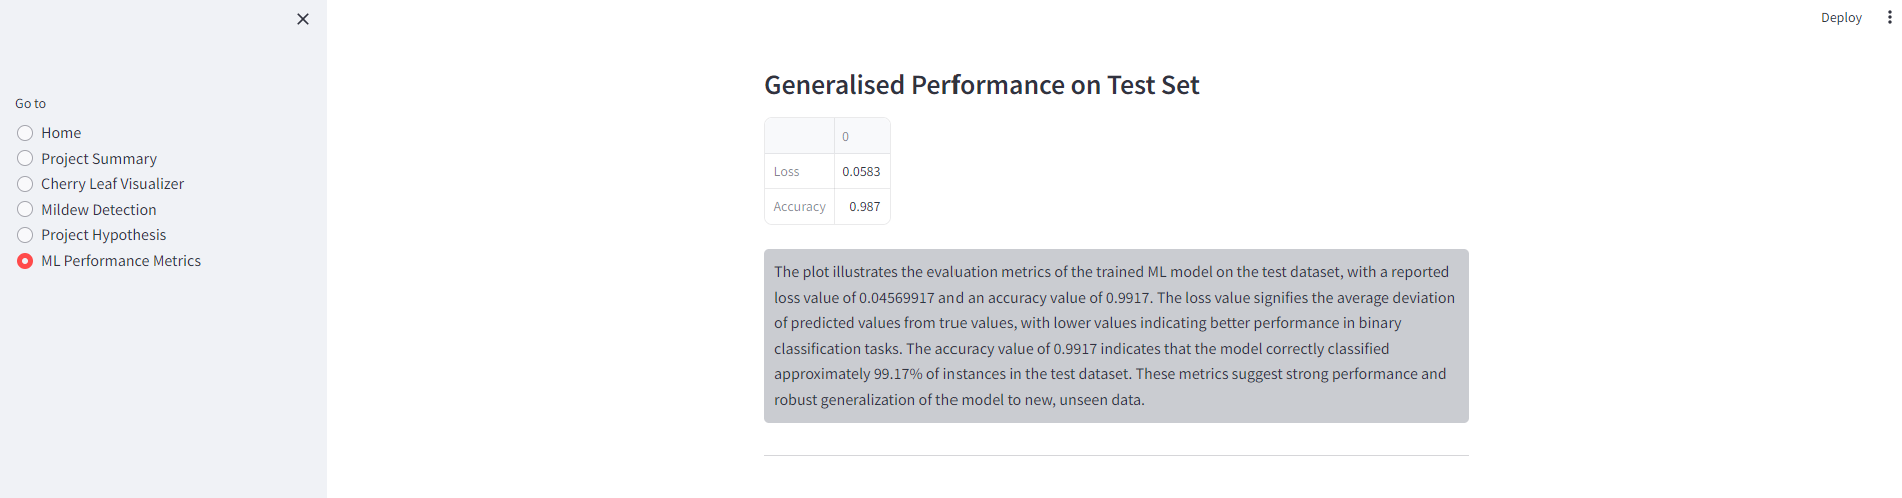 Deploy
Go to
Home
Project Summary
Cherry Leaf Visualizer
Mildew Detection
Project Hypothesis
ML Performance Metrics
Generalised Performance on Test Set
0
Loss 0.0583
Accuracy 0.987
The plot illustrates the evaluation metrics of the trained ML model on the test dataset, with a reported
loss value of 0.04569917 and an accuracy value of 0.9917. The loss value signifies the average deviation
of predicted values from true values, with lower values indicating better performance in binary
classification tasks. The accuracy value of 0.9917 indicates that the model correctly classified
approximately 99.17% of instances in the test dataset. These metrics suggest strong performance and
robust generalization of the model to new, unseen data.